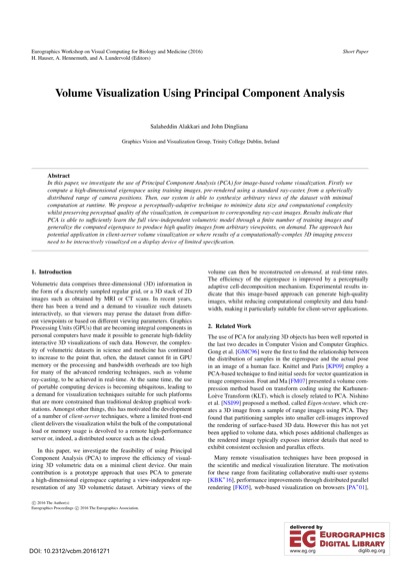 Eurographics Workshop on Visual Computing for Biology and Medicine (2016)
H. Hauser, A. Hennemuth, and A. Lundervold (Editors)
Short Paper
Volume Visualization Using Principal Component Analysis
Salaheddin Alakkari and John Dingliana
Graphics Vision and Visualization Group, Trinity College Dublin, Ireland
Abstract
In this paper, we investigate the use of Principal Component Analysis (PCA) for image-based volume visualization. Firstly we
compute a high-dimensional eigenspace using training images, pre-rendered using a standard ray-caster, from a spherically
distributed range of camera positions. Then, our system is able to synthesize arbitrary views of the dataset with minimal
computation at runtime. We propose a perceptually-adaptive technique to minimize data size and computational complexity
whilst preserving perceptual quality of the visualization, in comparison to corresponding ray-cast images. Results indicate that
PCA is able to sufficiently learn the full view-independent volumetric model through a finite number of training images and
generalize the computed eigenspace to produce high quality images from arbitrary viewpoints, on demand. The approach has
potential application in client-server volume visualization or where results of a computationally-complex 3D imaging process
need to be interactively visualized on a display device of limited specification.
1. Introduction
Volumetric data comprises three-dimensional (3D) information in
the form of a discretely sampled regular grid, or a 3D stack of 2D
images such as obtained by MRI or CT scans. In recent years,
there has been a trend and a demand to visualize such datasets
interactively, so that viewers may peruse the dataset from differ-
ent viewpoints or based on different viewing parameters. Graphics
Processing Units (GPUs) that are becoming integral components in
personal computers have made it possible to generate high-fidelity
interactive 3D visualizations of such data. However, the complex-
ity of volumetric datasets in science and medicine has continued
to increase to the point that, often, the dataset cannot fit in GPU
memory or the processing and bandwidth overheads are too high
for many of the advanced rendering techniques, such as volume
ray-casting, to be achieved in real-time. At the same time, the use
of portable computing devices is becoming ubiquitous, leading to
a demand for visualization techniques suitable for such platforms
that are more constrained than traditional desktop graphical work-
stations. Amongst other things, this has motivated the development
of a number of client-server techniques, where a limited front-end
client delivers the visualization whilst the bulk of the computational
load or memory usage is devolved to a remote high-performance
server or, indeed, a distributed source such as the cloud.
In this paper, we investigate the feasibility of using Principal
Component Analysis (PCA) to improve the efficiency of visual-
izing 3D volumetric data on a minimal client device. Our main
contribution is a prototype approach that uses PCA to generate
a high-dimensional eigenspace capturing a view-independent rep-
resentation of any 3D volumetric dataset. Arbitrary views of the
© 2016 The Author(s)
Eurographics Proceedings © 2016 The Eurographics Association.
volume can then be reconstructed on-demand, at real-time rates.
The efficiency of the eigenspace is improved by a perceptually
adaptive cell-decomposition mechanism. Experimental results in-
dicate that this image-based approach can generate high-quality
images, whilst reducing computational complexity and data band-
width, making it particularly suitable for client-server applications.
2. Related Work
The use of PCA for analyzing 3D objects has been well reported in
the last two decades in Computer Vision and Computer Graphics.
Gong et al. [GMC96] were the first to find the relationship between
the distribution of samples in the eigenspace and the actual pose
in an image of a human face. Knittel and Paris [KP09] employ a
PCA-based technique to find initial seeds for vector quantization in
image compression. Fout and Ma [FM07] presented a volume com-
pression method based on transform coding using the Karhunen-
Loève Transform (KLT), which is closely related to PCA. Nishino
et al. [NSI99] proposed a method, called Eigen-texture, which cre-
ates a 3D image from a sample of range images using PCA. They
found that partitioning samples into smaller cell-images improved
the rendering of surface-based 3D data. However this has not yet
been applied to volume data, which poses additional challenges as
the rendered image typically exposes interior details that need to
exhibit consistent occlusion and parallax effects.
Many remote visualisation techniques have been proposed in
the scientific and medical visualization literature. The motivation
for these range from facilitating collaborative multi-user systems
[KBK*16], performance improvements through distributed parallel
rendering [FK05], web-based visualization on browsers [PA*01],
delivered by
EG EUROGRAPHICS
DIGITAL LIBRARY
www.eg.org
diglib.eg.org
DOI: 10.2312/vcbm.20161271